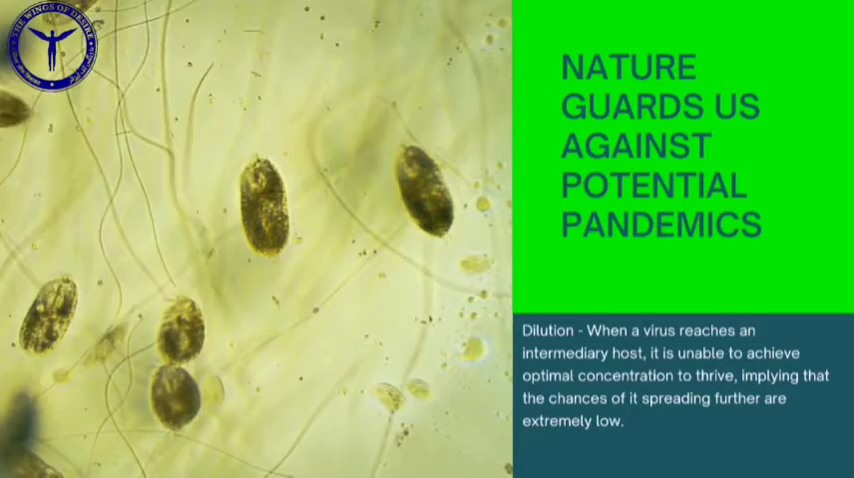 THE WINGS OF DESIRE
NATURE
GUARDS US
AGAINST
POTENTIAL
PANDEMICS
Dilution - When a virus reaches an
intermediary host, it is unable to achieve
optimal concentration to thrive, implying that
the chances of it spreading further are
extremely low.